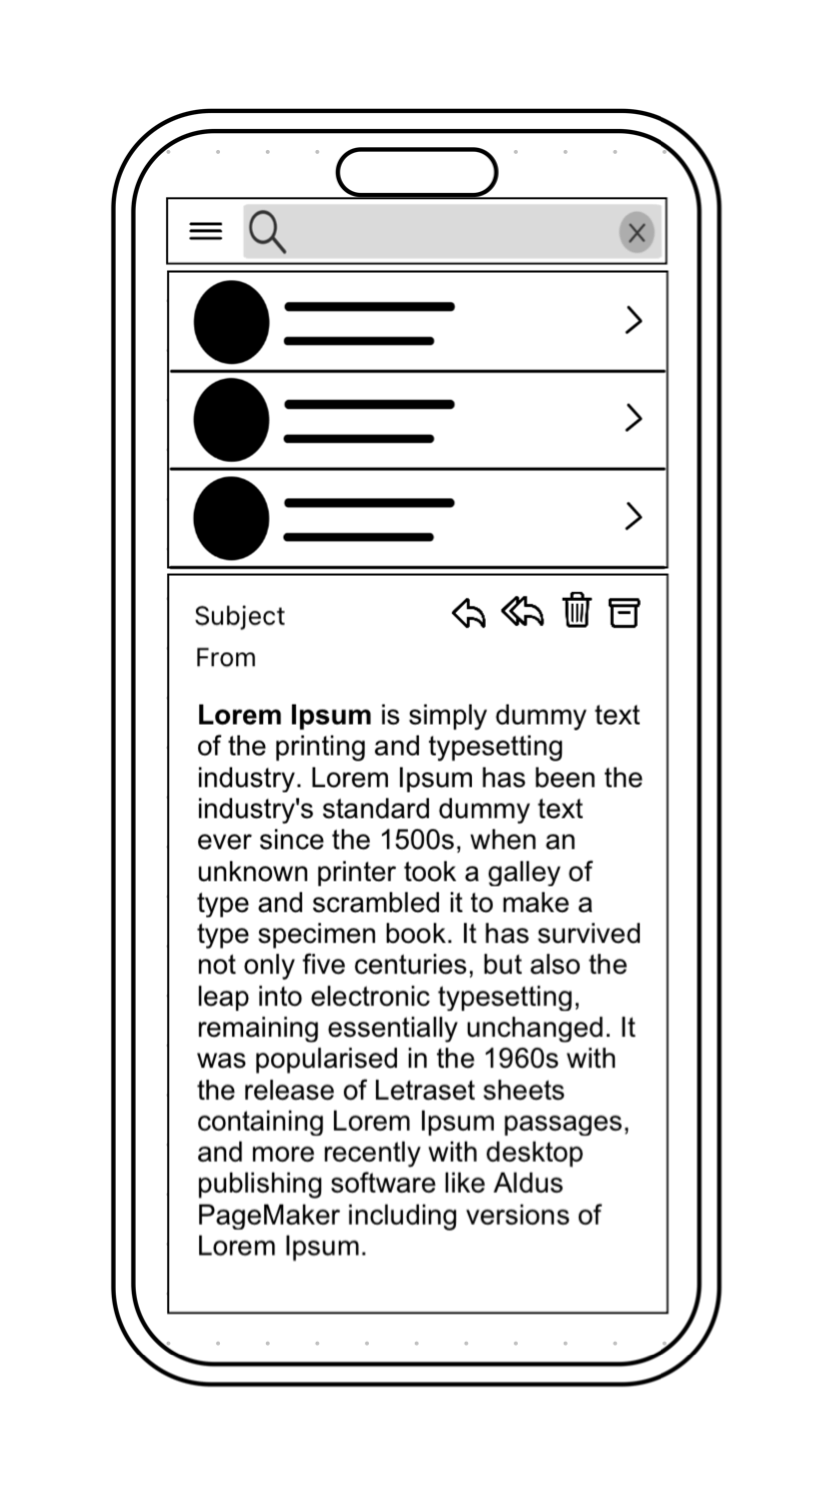 Subject
From
Lorem Ipsum is simply dummy text
of the printing and typesetting
industry. Lorem Ipsum has been the
industry's standard dummy text
ever since the 1500s, when an
unknown printer took a galley of
type and scrambled it to make a
type specimen book. It has survived
not only five centuries, but also the
leap into electronic typesetting,
remaining essentially unchanged. It
was popularised in the 1960s with
the release of Letraset sheets
containing Lorem Ipsum passages,
and more recently with desktop
publishing software like Aldus
PageMaker including versions of
Lorem Ipsum.